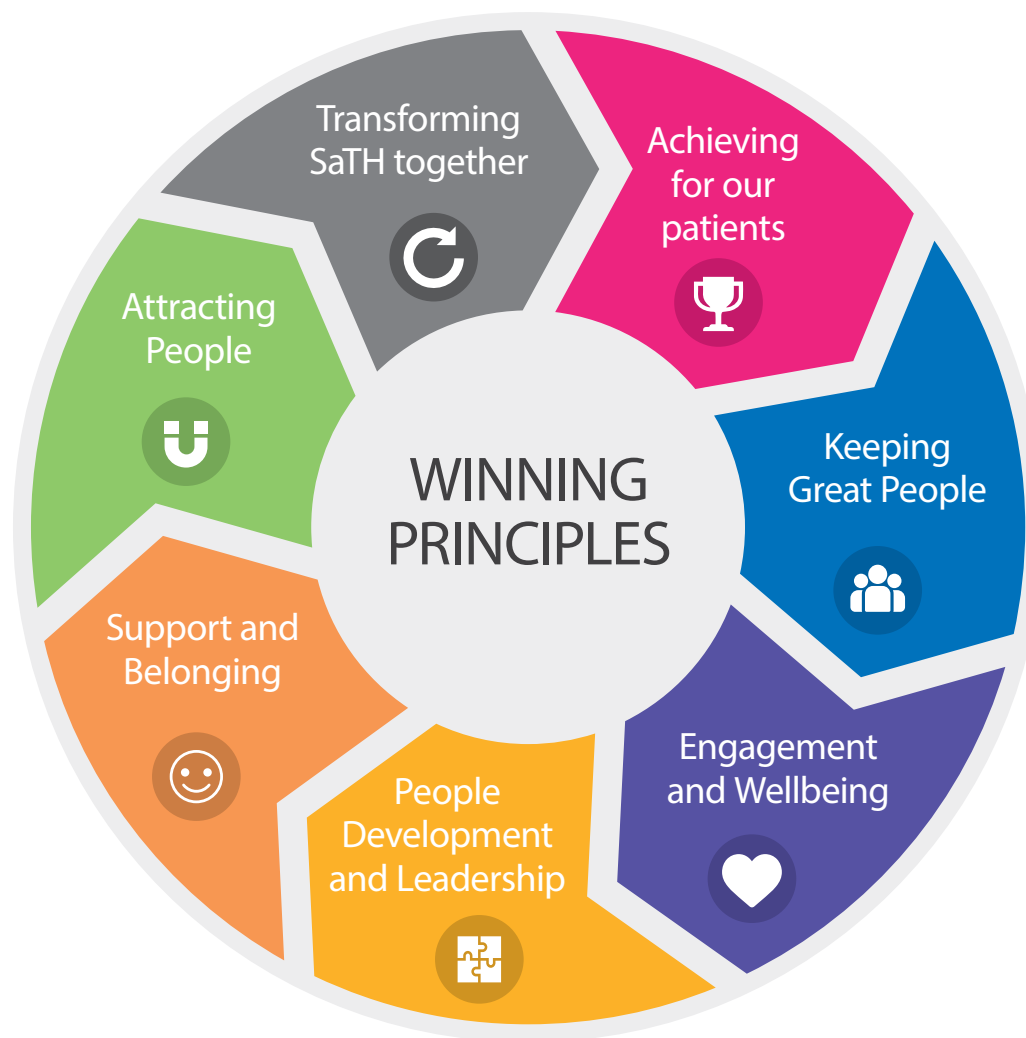 WINNING
PRINCIPLES
Transforming
SaTH together
Achieving
for our
patients
Keeping
Great People
Engagement
and Wellbeing
People
Development
and Leadership
Support and
Belonging
Attracting
People